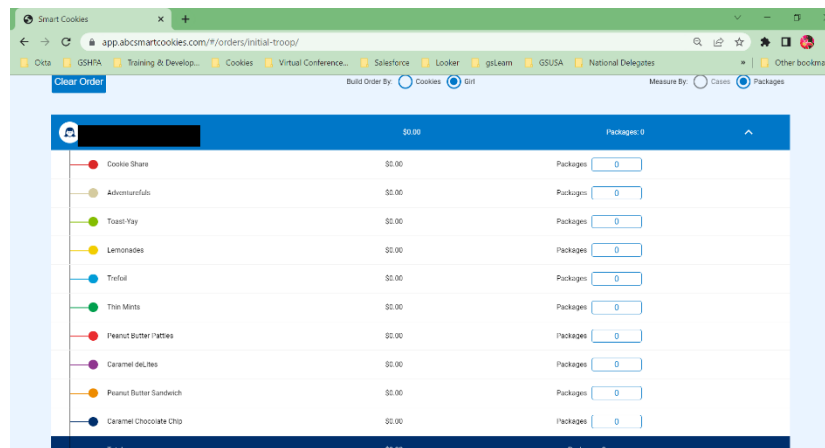 Smart Cookies
app.abcsmartcookies.com/#/orders/initial-troop/
Okta GSHPA Training & Develop... Cookies Virtual Conference... Salesforce Looker gsLearn GSUSA National Delegates » Other bookma
Clear Order Build Order By: Cookies Girl Measure By: Cases Packages
$0.00 Packages: 0
Cookie Share $0.00 Packages 0
Adventurefuls $0.00 Packages 0
Toast-Yay $0.00 Packages 0
Lemonades $0.00 Packages 0
Trefoil $0.00 Packages 0
Thin Mints $0.00 Packages 0
Peanut Butter Patties $0.00 Packages 0
Caramel deLites $0.00 Packages 0
Peanut Butter Sandwich $0.00 Packages 0
Caramel Chocolate Chip $0.00 Packages 0